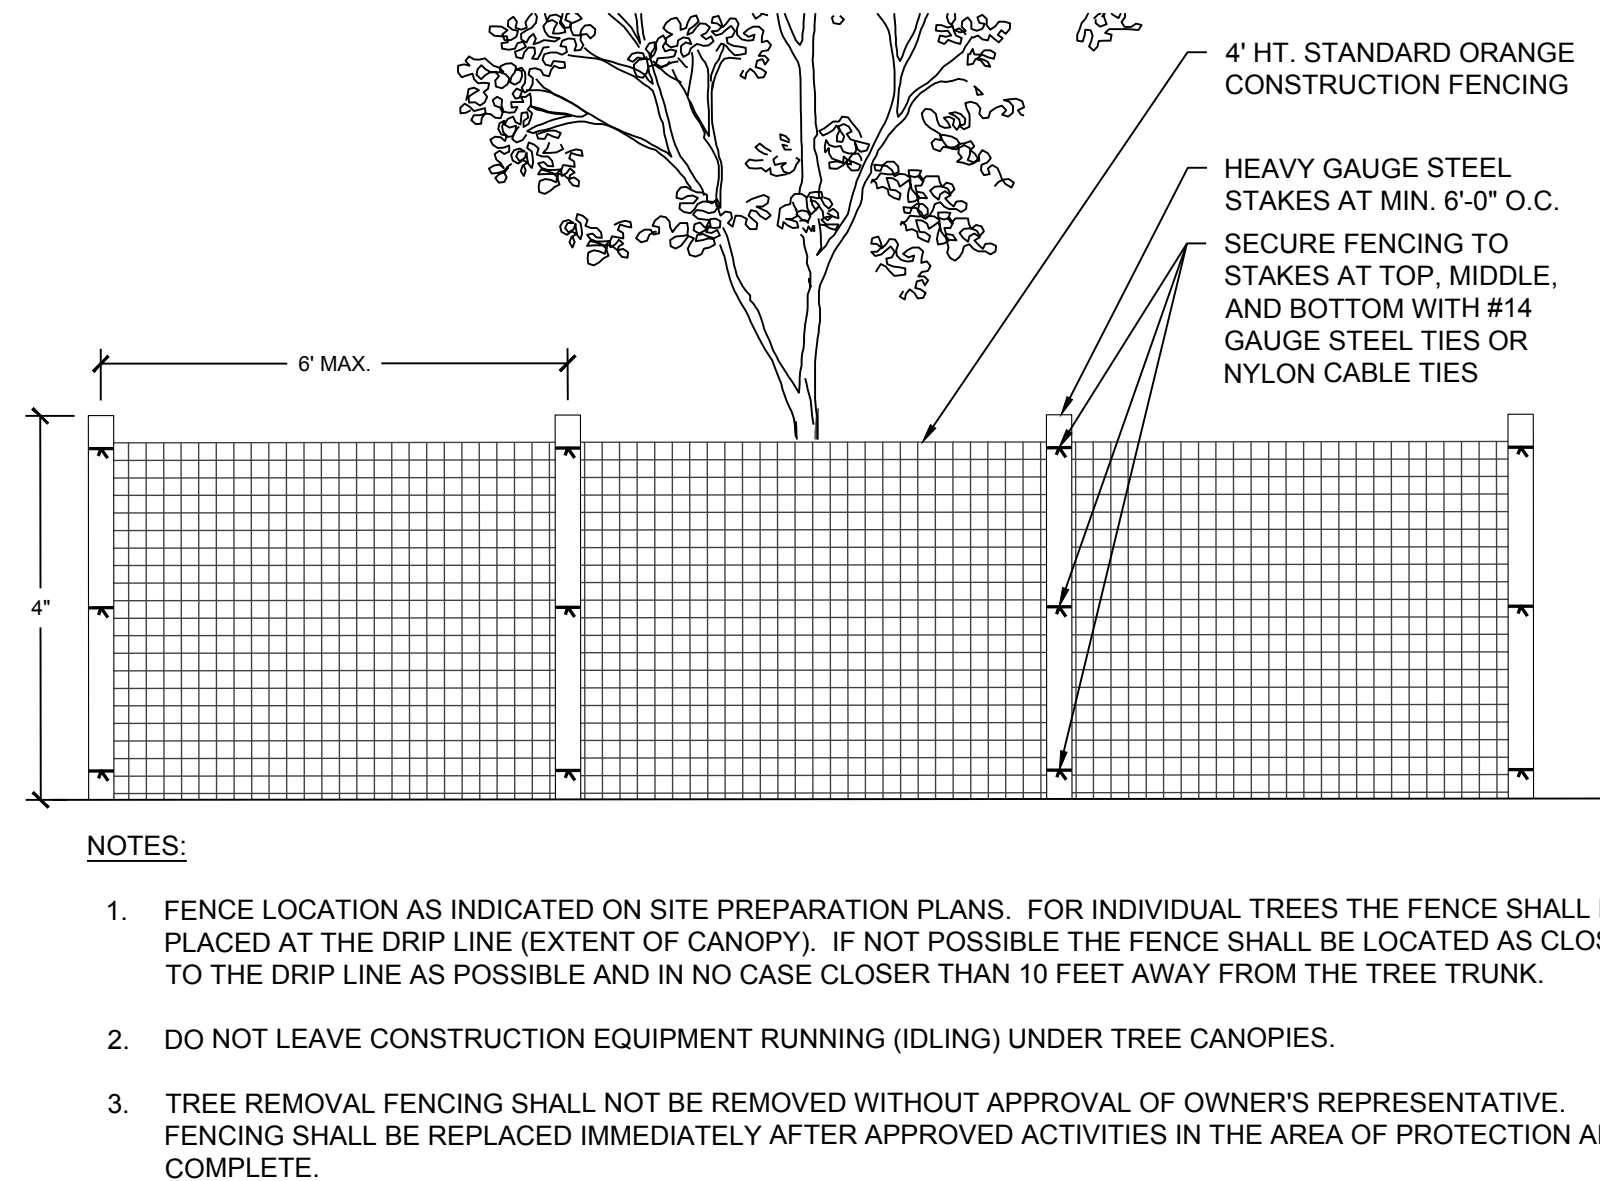 4' HT. STANDARD ORANGE
CONSTRUCTION FENCING
HEAVY GAUGE STEEL
STAKES AT MIN. 6'-0" O.C.
SECURE FENCING TO
STAKES AT TOP, MIDDLE,
AND BOTTOM WITH #14
GAUGE STEEL TIES OR
NYLON CABLE TIES
6' MAX.
4"
NOTES:
1. FENCE LOCATION AS INDICATED ON SITE PREPARATION PLANS. FOR INDIVIDUAL TREES THE FENCE SHALL
PLACED AT THE DRIP LINE (EXTENT OF CANOPY). IF NOT POSSIBLE THE FENCE SHALL BE LOCATED AS
TO THE DRIP LINE AS POSSIBLE AND IN NO CASE CLOSER THAN 10 FEET AWAY FROM THE TREE TRUNK.
2. DO NOT LEAVE CONSTRUCTION EQUIPMENT RUNNING (IDLING) UNDER TREE CANOPIES.
3. TREE REMOVAL FENCING SHALL NOT BE REMOVED WITHOUT APPROVAL OF OWNER'S REPRESENTATIVE.
FENCING SHALL BE REPLACED IMMEDIATELY AFTER APPROVED ACTIVITIES IN THE AREA OF PROTECTION
COMPLETE.